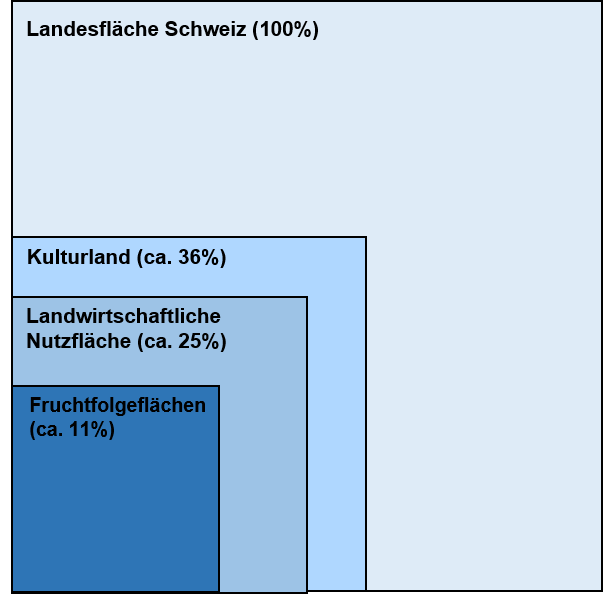 Landesfläche Schweiz (100%)
Kulturland (ca. 36%)
Landwirtschaftliche
Nutzfläche (ca. 25%)
Fruchtfolgeflächen
(ca. 11%)